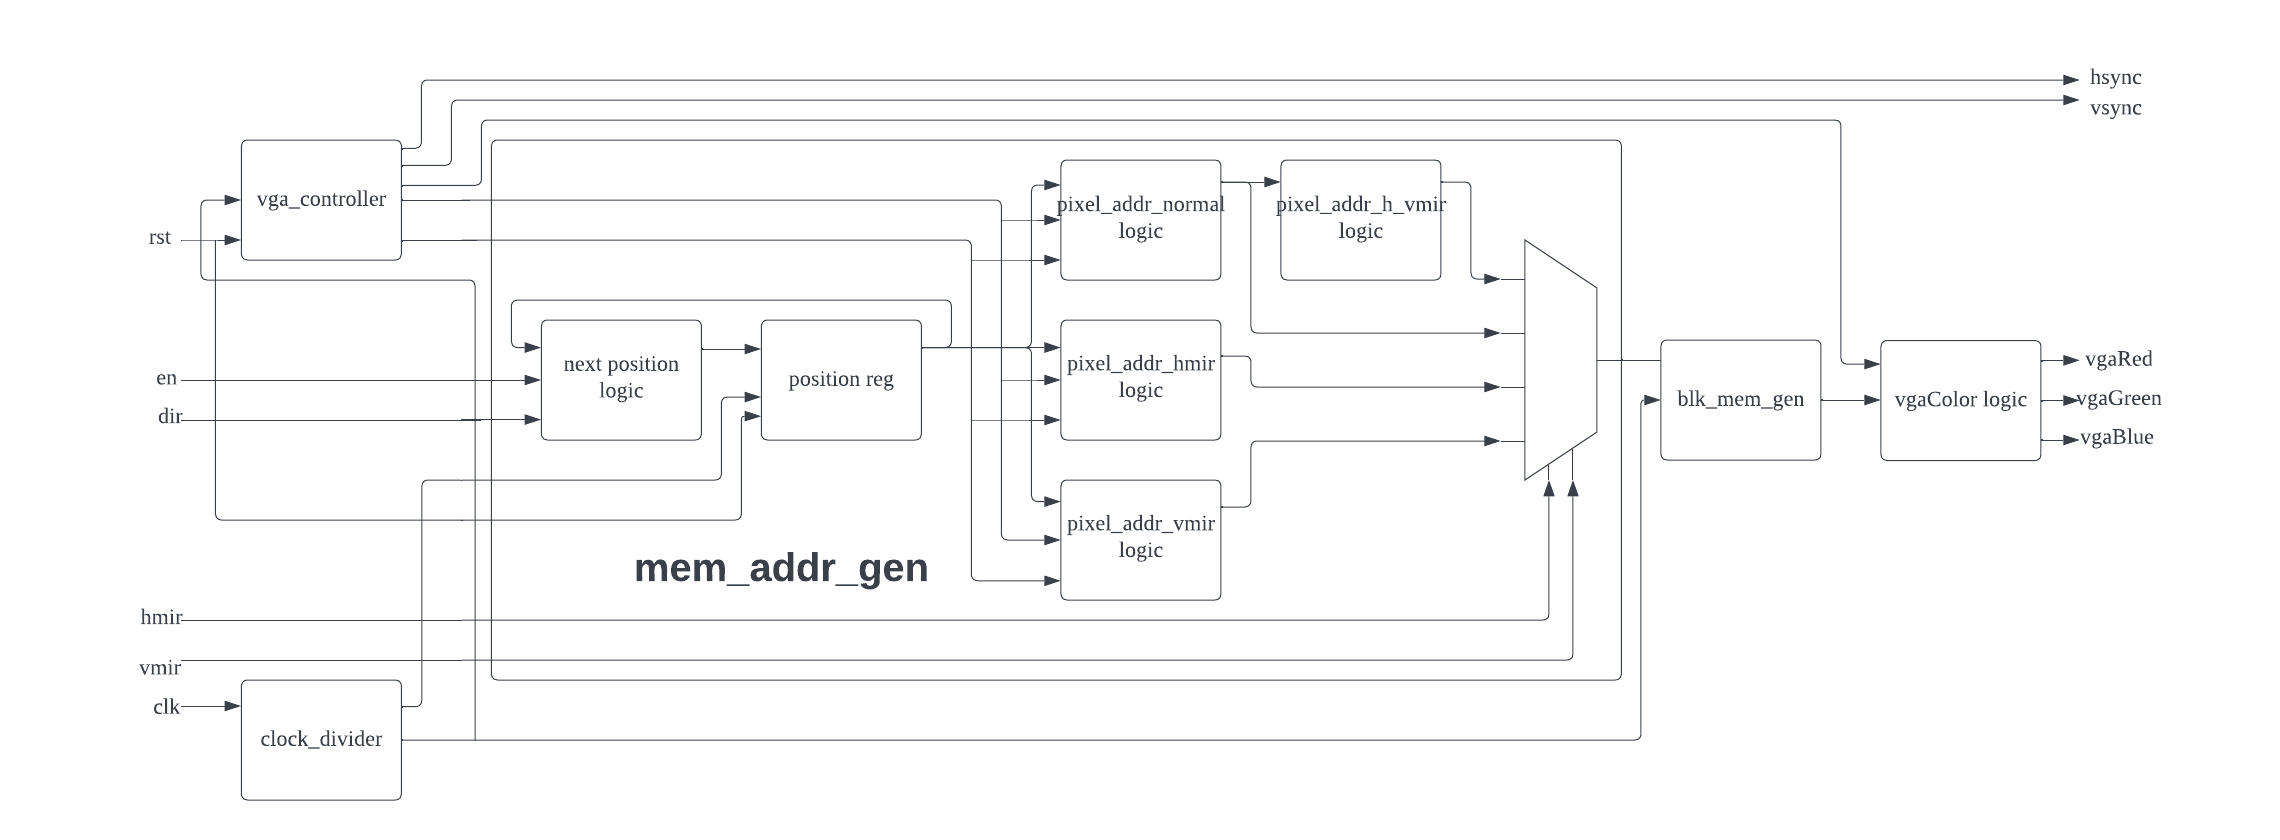 hsync
vsync
vga_controller
rst
pixel_addr_normal
logic
pixel_addr_h_vmir
logic
next position
logic
position reg
pixel_addr_hmir
logic
en
dir
blk_mem_gen
vgaColor logic
vgaRed
vgaGreen
vgaBlue
pixel_addr_vmir
logic
mem_addr_gen
hmir
vmir
clk
clock_divider